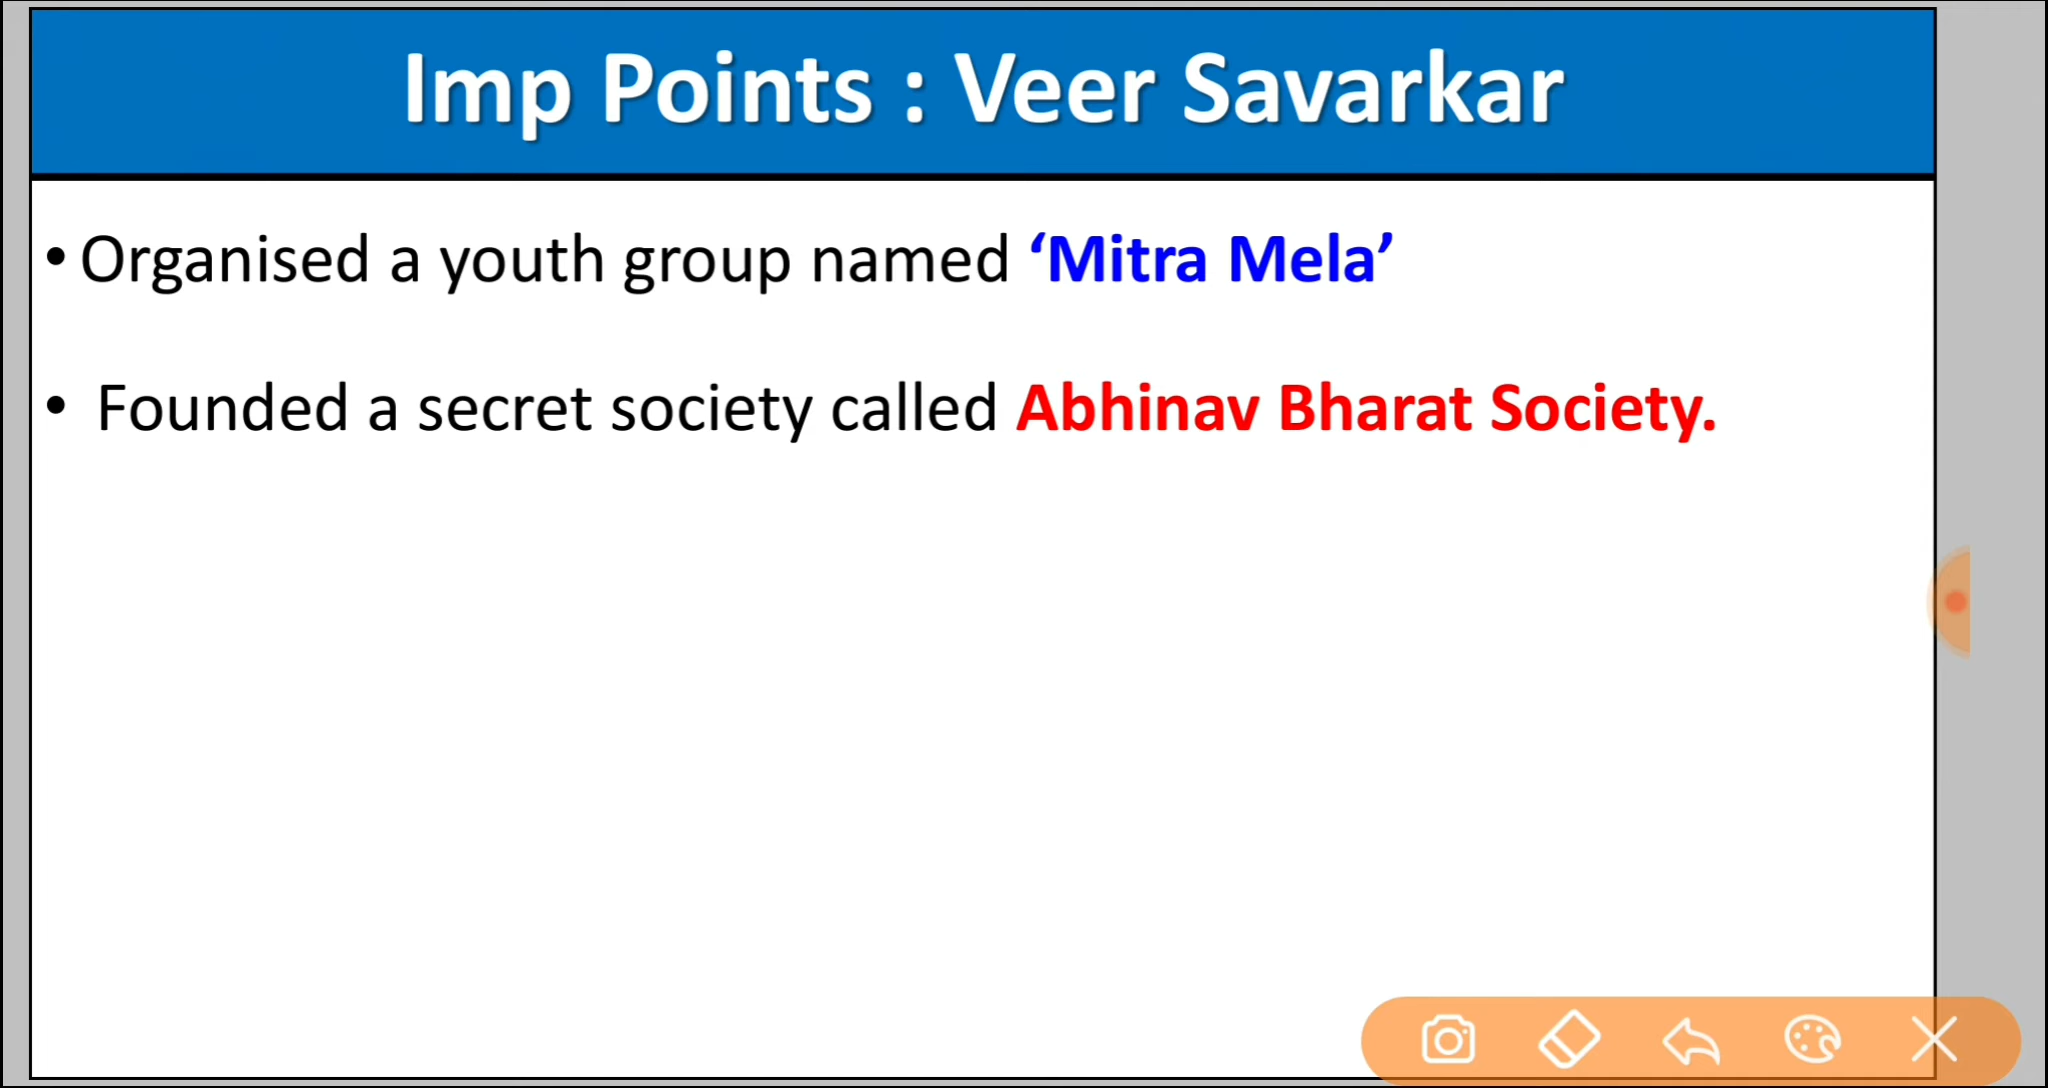 Imp Points : Veer Savarkar
• Organised a youth group named ‘Mitra Mela’
• Founded a secret society called Abhinav Bharat Society.